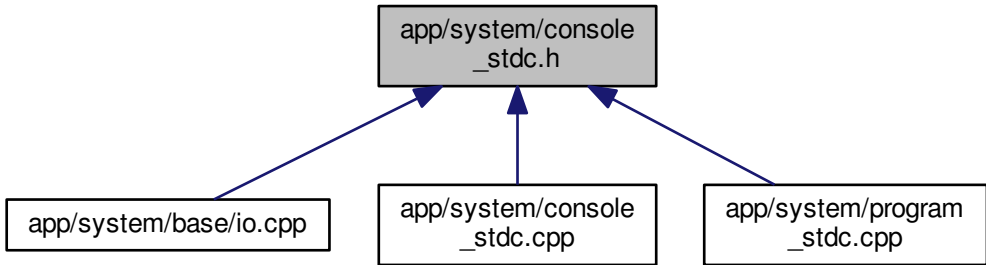 app/system/console
_stdc.h
app/system/base/io.cpp
app/system/console
_stdc.cpp
app/system/program
_stdc.cpp